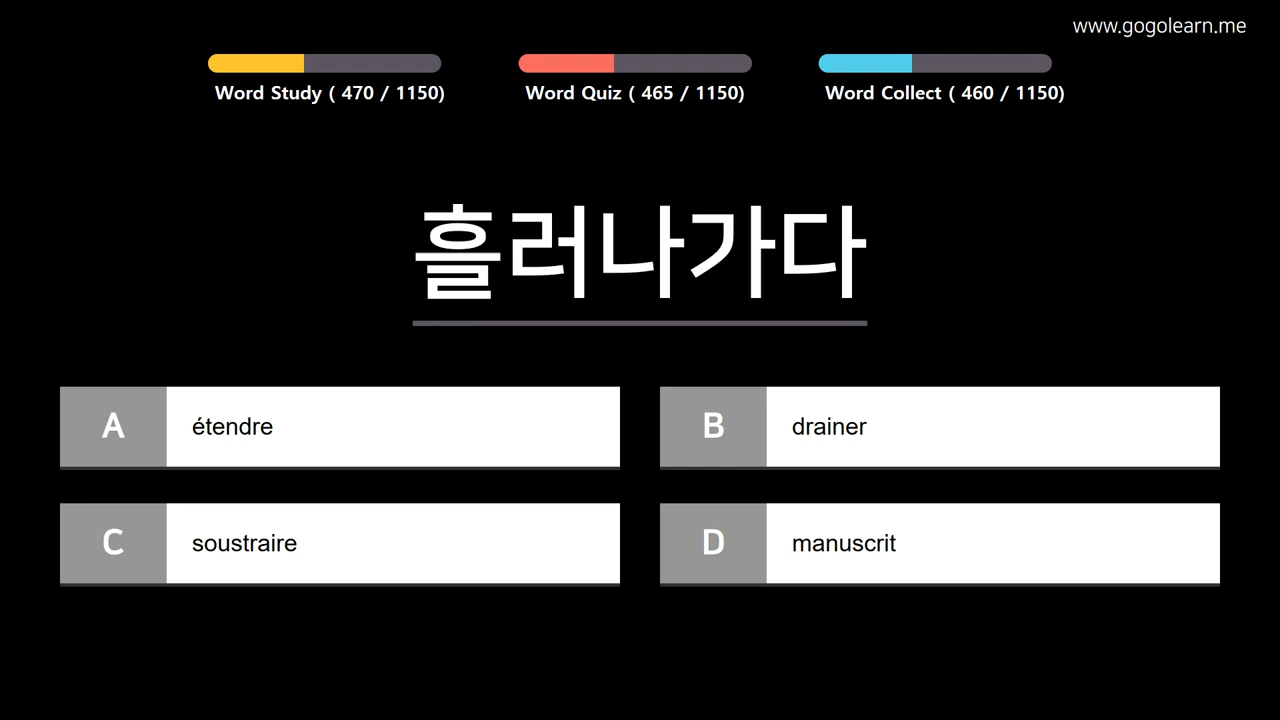 www.gogolearn.me
Word Study ( 470 / 1150)
Word Quiz ( 465 / 1150)
Word Collect ( 460 / 1150)
흘러나가다
A étendre
B drainer
C soustraire
D manuscrit